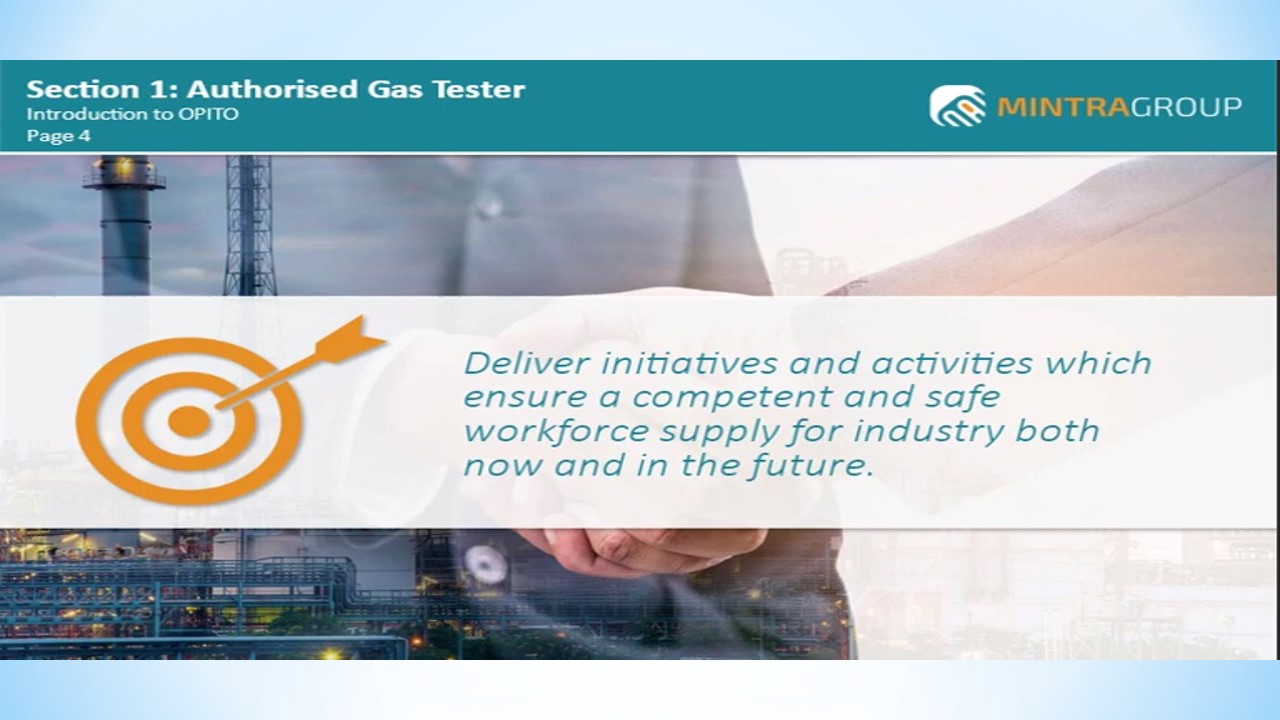 Section 1: Authorised Gas Tester
Introduction to OPITO
Page 4
MINTRAGROUP
Deliver initiatives and activities which
ensure a competent and safe
workforce supply for industry both
now and in the future.